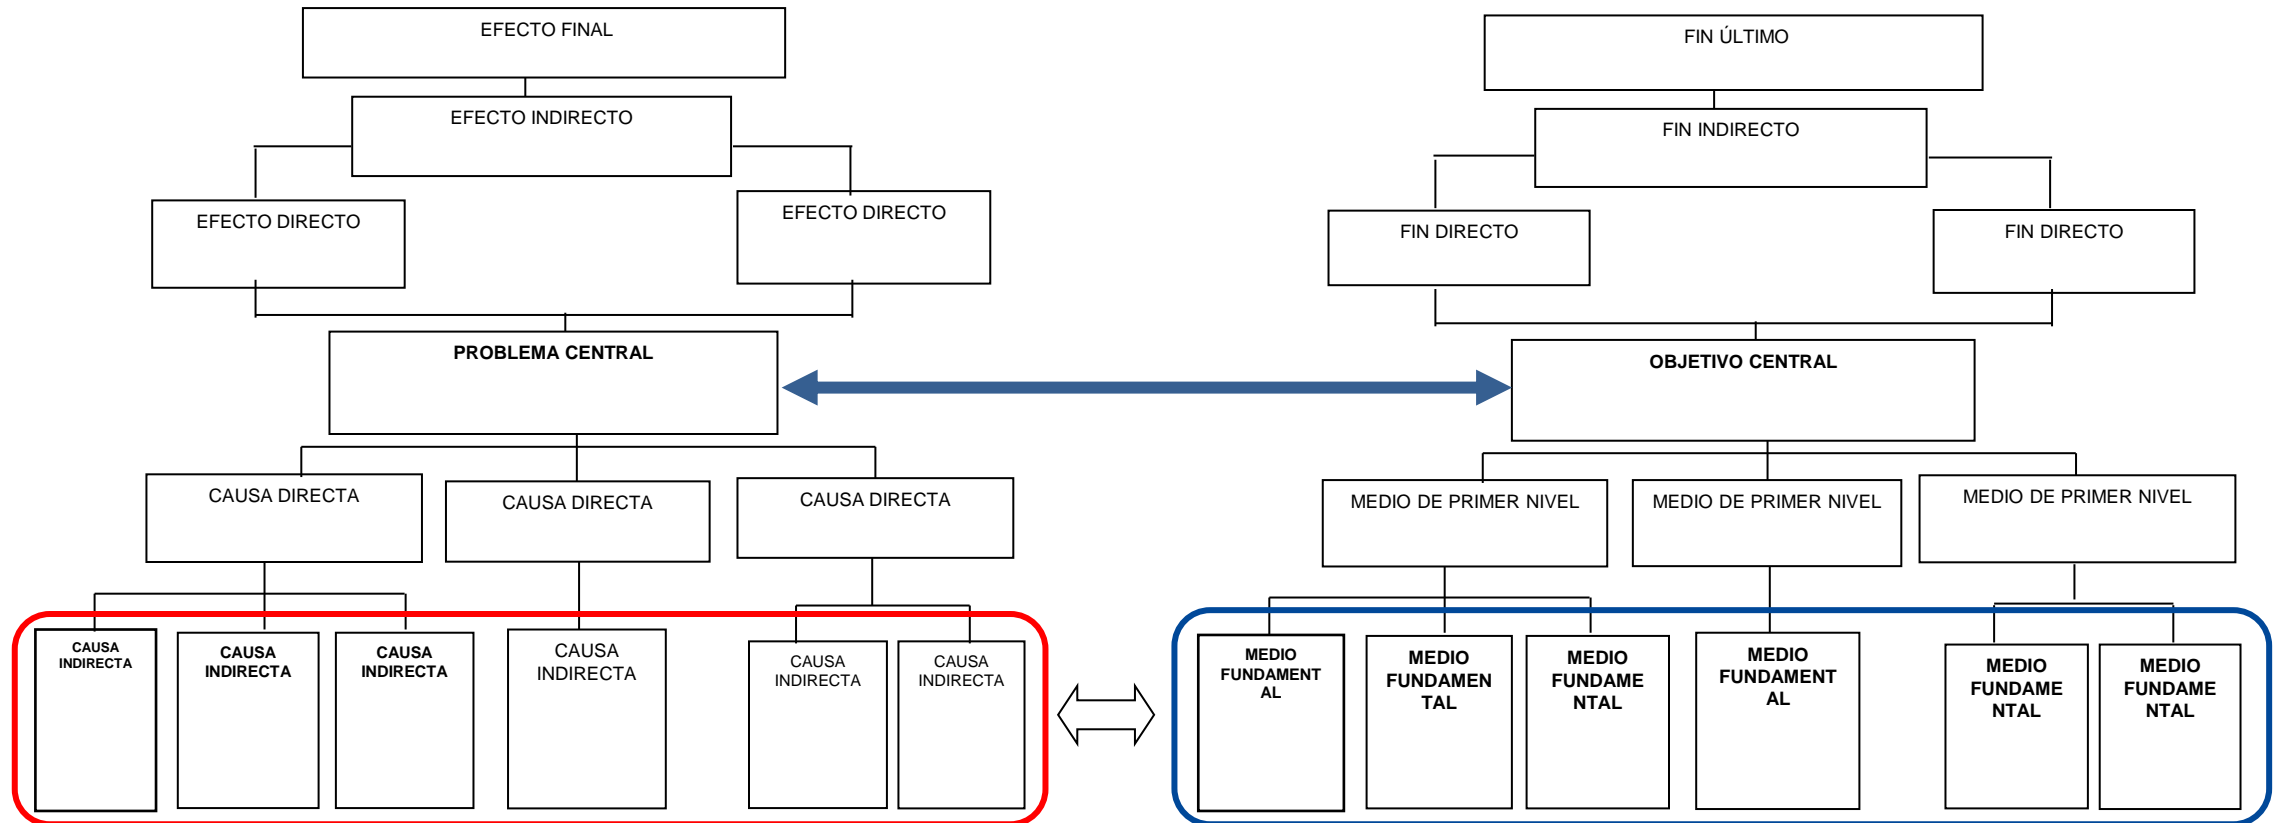 EFECTO FINAL
EFECTO INDIRECTO
EFECTO DIRECTO
EFECTO DIRECTO
PROBLEMA CENTRAL
CAUSA DIRECTA
CAUSA DIRECTA
CAUSA DIRECTA
CAUSA
INDIRECTA
CAUSA
INDIRECTA
CAUSA
INDIRECTA
CAUSA
INDIRECTA
CAUSA
INDIRECTA
CAUSA
INDIRECTA
FIN ÚLTIMO
FIN INDIRECTO
FIN DIRECTO
FIN DIRECTO
OBJETIVO CENTRAL
MEDIO DE PRIMER NIVEL
MEDIO DE PRIMER NIVEL
MEDIO DE PRIMER NIVEL
MEDIO
FUNDAMENT
AL
MEDIO
FUNDAMEN
TAL
MEDIO
FUNDAME
NTAL
MEDIO
FUNDAMENT
AL
MEDIO
FUNDAME
NTAL
MEDIO
FUNDAME
NTAL